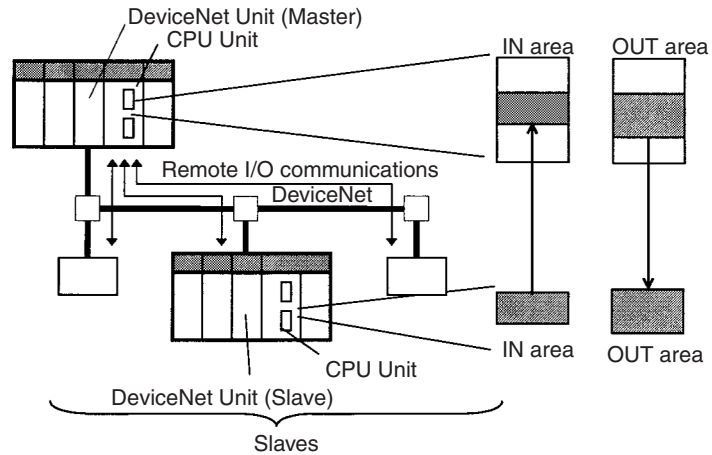 DeviceNet Unit (Master)
CPU Unit
IN area
OUT area
Remote I/O communications
DeviceNet
IN area
OUT area
CPU Unit
DeviceNet Unit (Slave)
Slaves